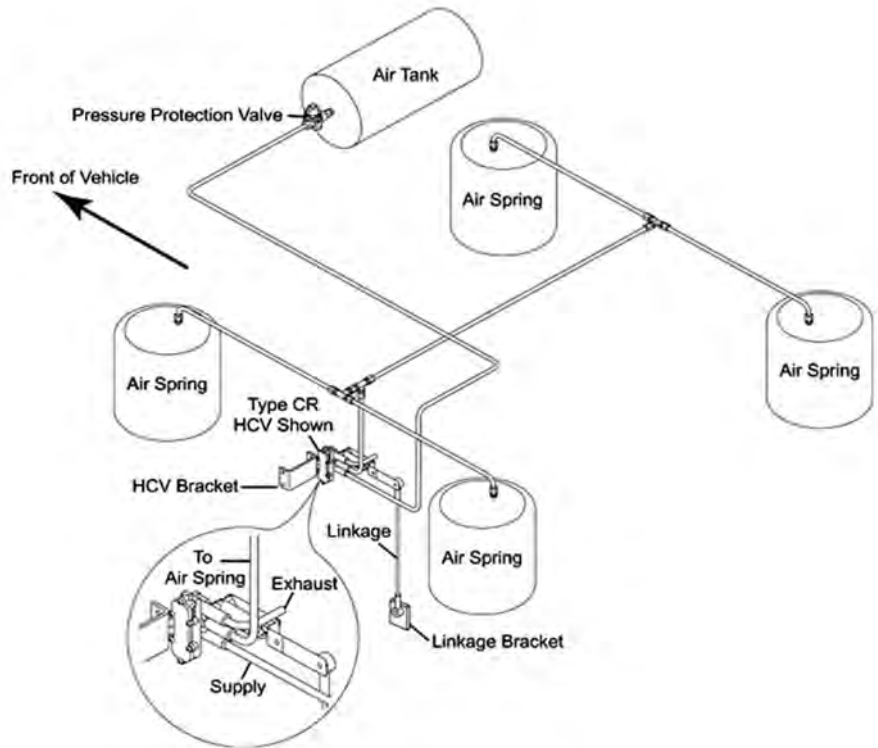 Air Tank
Pressure Protection Valve
Front of Vehicle
Air Spring
Air Spring
Air Spring
Type CR
HCV Shown
HCV Bracket
Linkage
Air Spring
To
Air Spring
Exhaust
Linkage Bracket
Supply